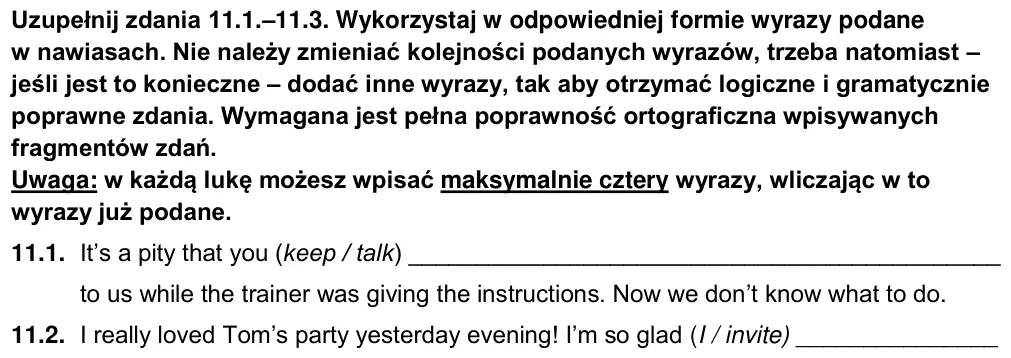 Uzupełnij zdania 11.1.–11.3. Wykorzystaj w odpowiedniej formie wyrazy podane
w nawiasach. Nie należy zmieniać kolejności podanych wyrazów, trzeba natomiast –
jeśli jest to konieczne – dodać inne wyrazy, tak aby otrzymać logiczne i gramatycznie
poprawne zdania. Wymagana jest pełna poprawność ortograficzna wpisywanych
fragmentów zdań.
Uwaga: w każdą lukę możesz wpisać maksymalnie cztery wyrazy, wliczając w to
wyrazy już podane.
11.1. It’s a pity that you (keep / talk) ____________________________________________
to us while the trainer was giving the instructions. Now we don’t know what to do.
11.2. I really loved Tom’s party yesterday evening! I’m so glad (I / invite) _______________